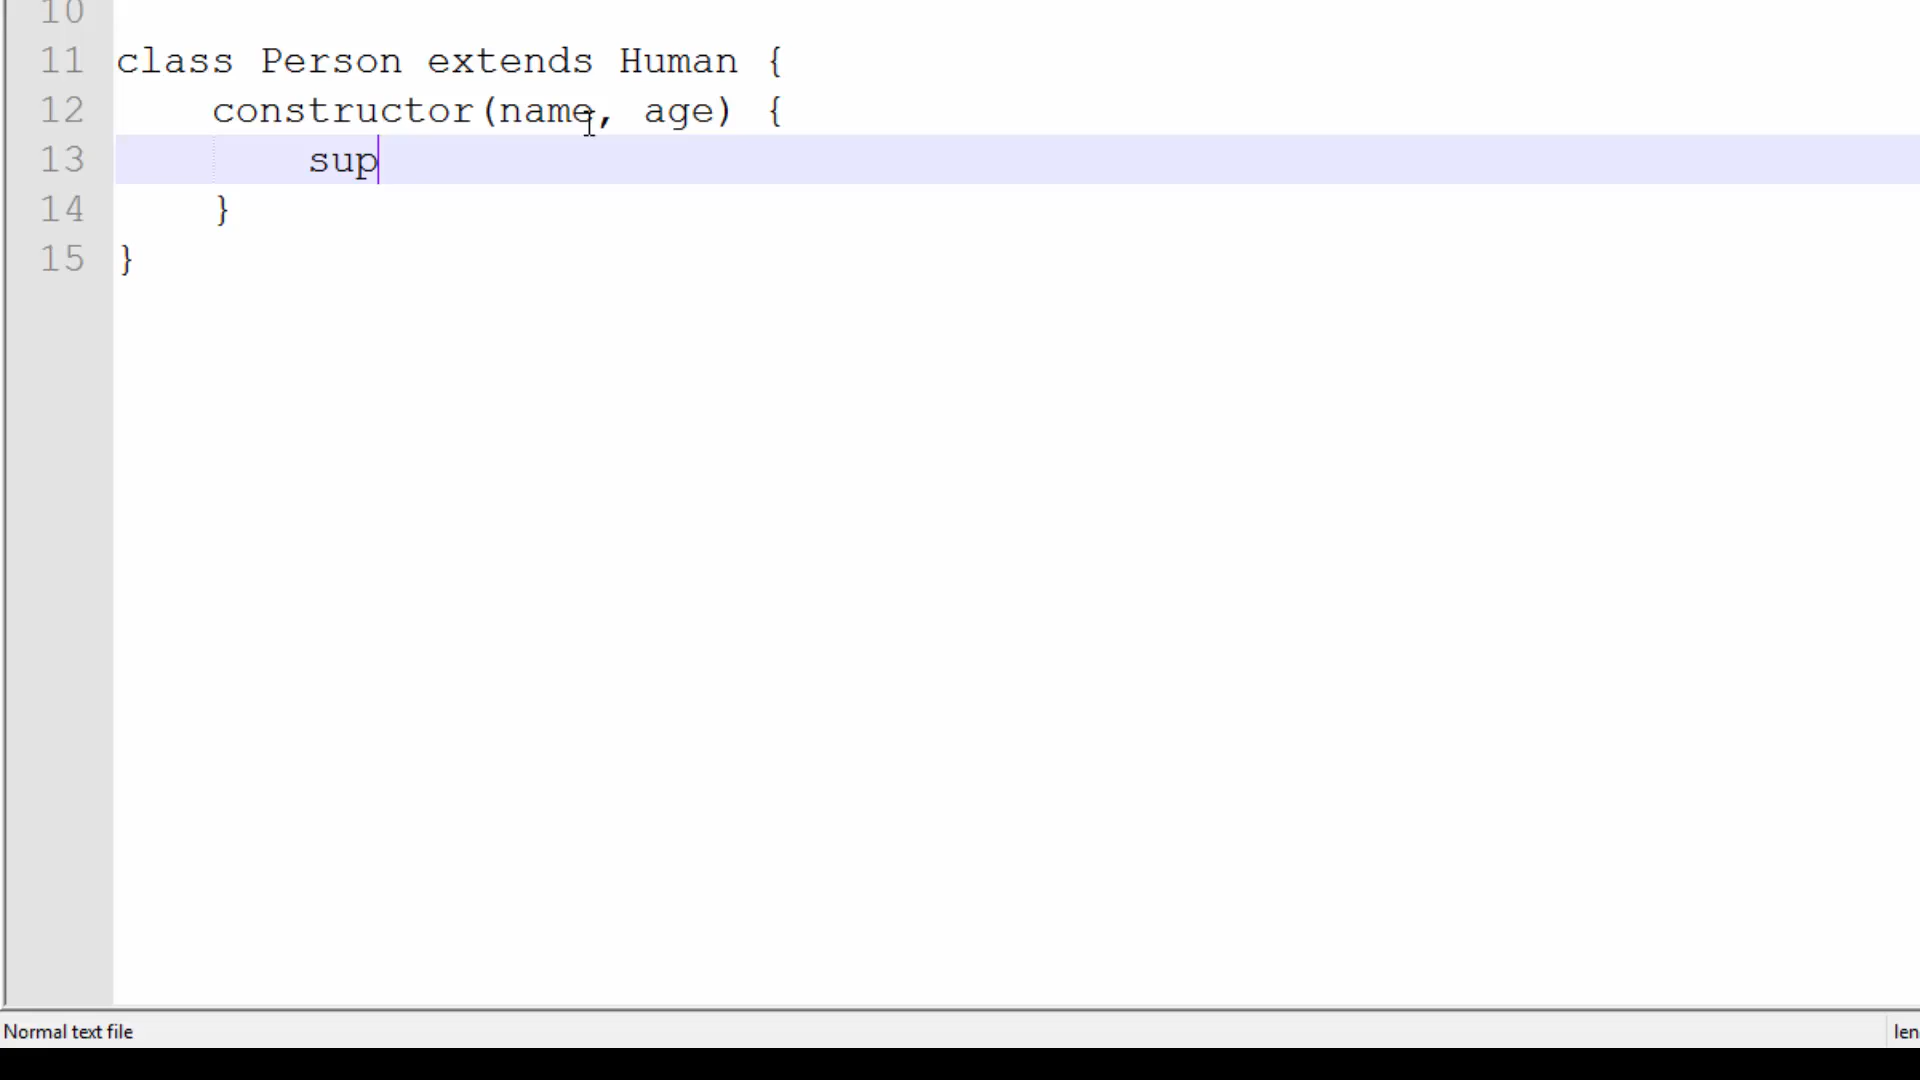 10
11 class Person extends Human {
12     constructor(name, age) {
13         sup
14     }
15 }
Normal text file
len